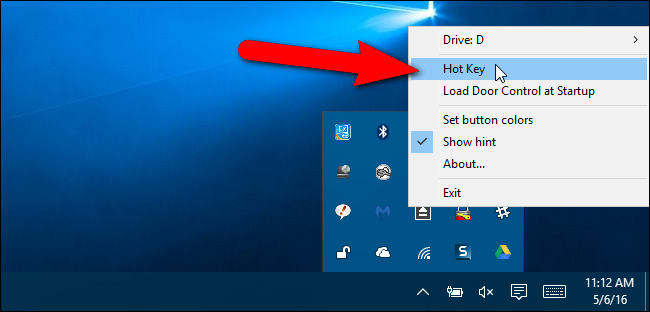 Drive: D
Hot Key
Load Door Control at Startup
Set button colors
Show hint
About...
Exit
11:12 AM
5/6/16